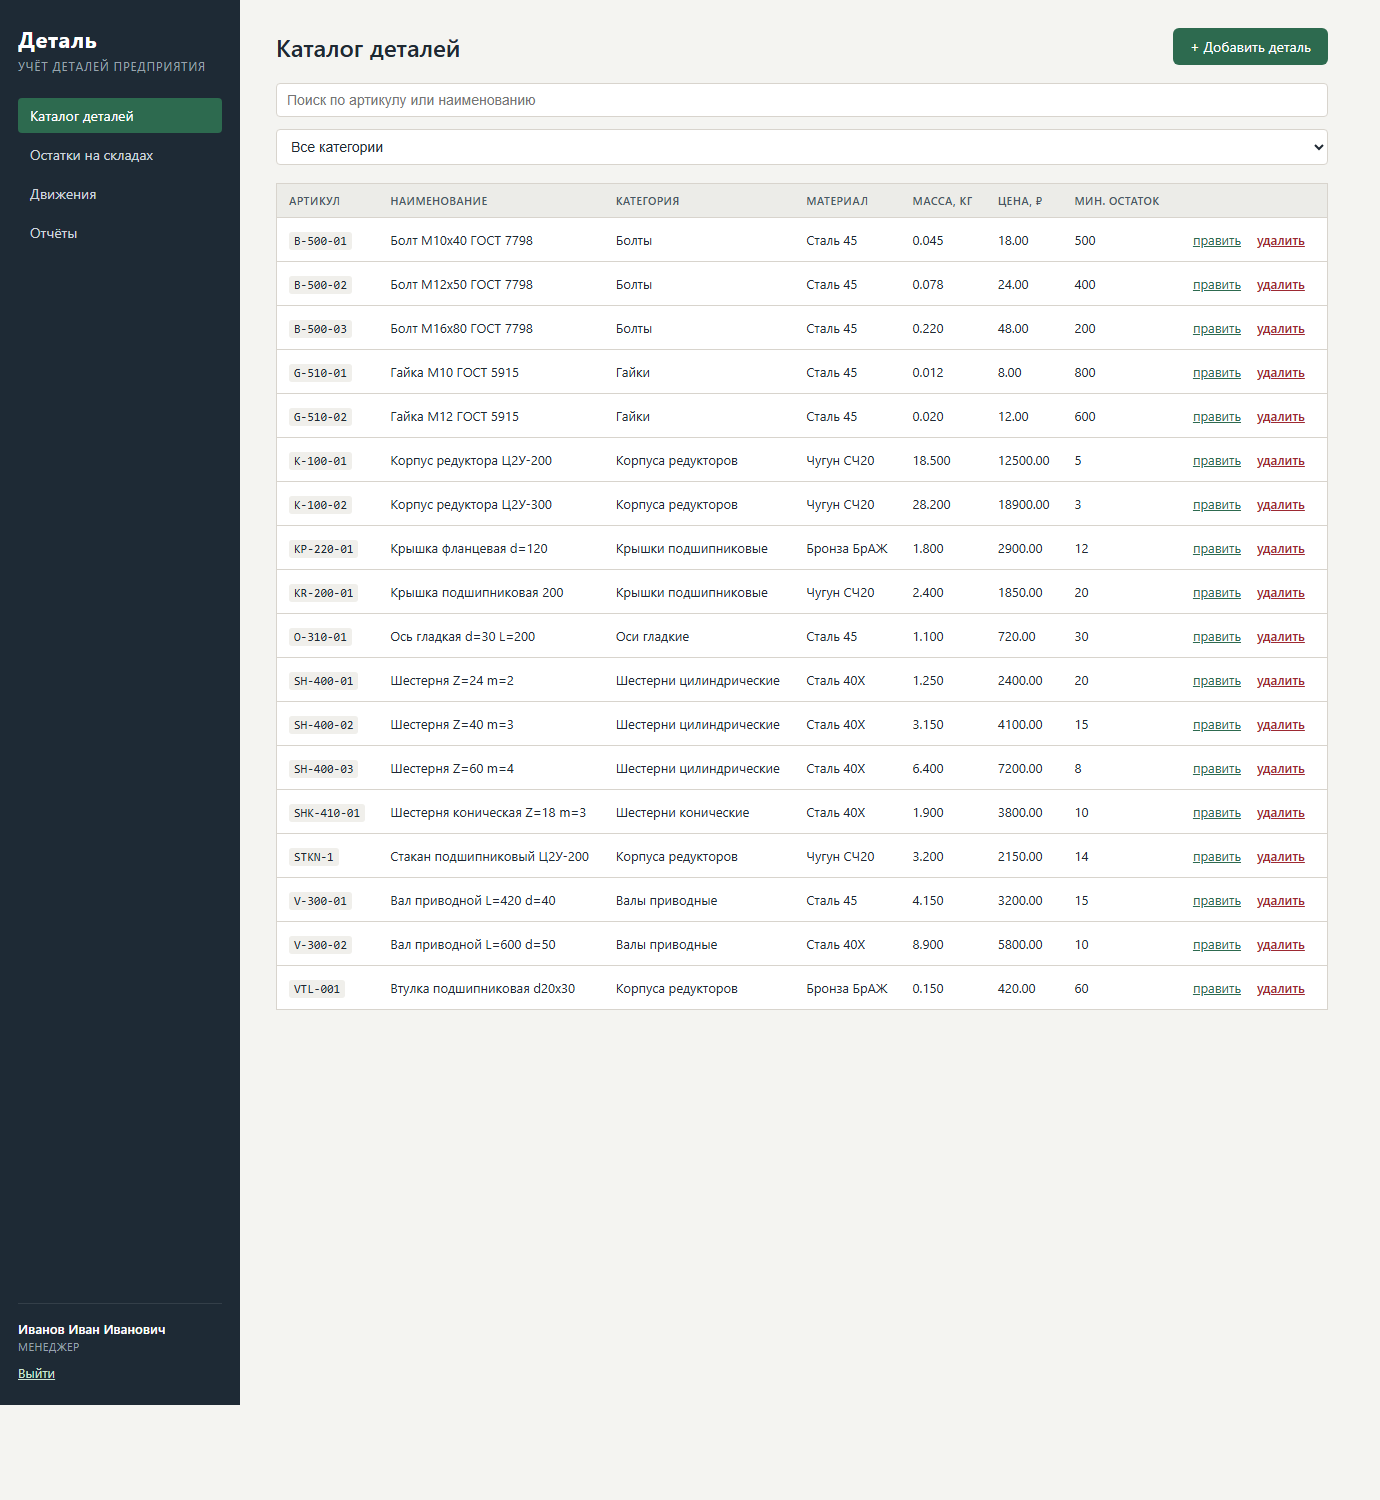 Деталь
УЧЁТ ДЕТАЛЕЙ ПРЕДПРИЯТИЯ
Каталог деталей
Остатки на складах
Движения
Отчёты
Иванов Иван Иванович
МЕНЕДЖЕР
Выйти
Каталог деталей
+ Добавить деталь
Поиск по артикулу или наименованию
Все категории
АРТИКУЛ НАИМЕНОВАНИЕ КАТЕГОРИЯ МАТЕРИАЛ МАССА, КГ ЦЕНА, ₽ МИН. ОСТАТОК
B-500-01 Болт М10х40 ГОСТ 7798 Болты Сталь 45 0.045 18.00 500 править удалить
B-500-02 Болт М12х50 ГОСТ 7798 Болты Сталь 45 0.078 24.00 400 править удалить
B-500-03 Болт М16х80 ГОСТ 7798 Болты Сталь 45 0.220 48.00 200 править удалить
G-510-01 Гайка М10 ГОСТ 5915 Гайки Сталь 45 0.012 8.00 800 править удалить
G-510-02 Гайка М12 ГОСТ 5915 Гайки Сталь 45 0.020 12.00 600 править удалить
K-100-01 Корпус редуктора Ц2У-200 Корпуса редукторов Чугун СЧ20 18.500 12500.00 5 править удалить
K-100-02 Корпус редуктора Ц2У-300 Корпуса редукторов Чугун СЧ20 28.200 18900.00 3 править удалить
KP-220-01 Крышка фланцевая d=120 Крышки подшипниковые Бронза БрАЖ 1.800 2900.00 12 править удалить
KR-200-01 Крышка подшипниковая 200 Крышки подшипниковые Чугун СЧ20 2.400 1850.00 20 править удалить
O-310-01 Ось гладкая d=30 L=200 Оси гладкие Сталь 45 1.100 720.00 30 править удалить
SH-400-01 Шестерня Z=24 m=2 Шестерни цилиндрические Сталь 40Х 1.250 2400.00 20 править удалить
SH-400-02 Шестерня Z=40 m=3 Шестерни цилиндрические Сталь 40Х 3.150 4100.00 15 править удалить
SH-400-03 Шестерня Z=60 m=4 Шестерни цилиндрические Сталь 40Х 6.400 7200.00 8 править удалить
SHK-410-01 Шестерня коническая Z=18 m=3 Шестерни конические Сталь 40Х 1.900 3800.00 10 править удалить
STKN-1 Стакан подшипниковый Ц2У-200 Корпуса редукторов Чугун СЧ20 3.200 2150.00 14 править удалить
V-300-01 Вал приводной L=420 d=40 Валы приводные Сталь 45 4.150 3200.00 15 править удалить
V-300-02 Вал приводной L=600 d=50 Валы приводные Сталь 40Х 8.900 5800.00 10 править удалить
VTL-001 Втулка подшипниковая d20x30 Корпуса редукторов Бронза БрАЖ 0.150 420.00 60 править удалить